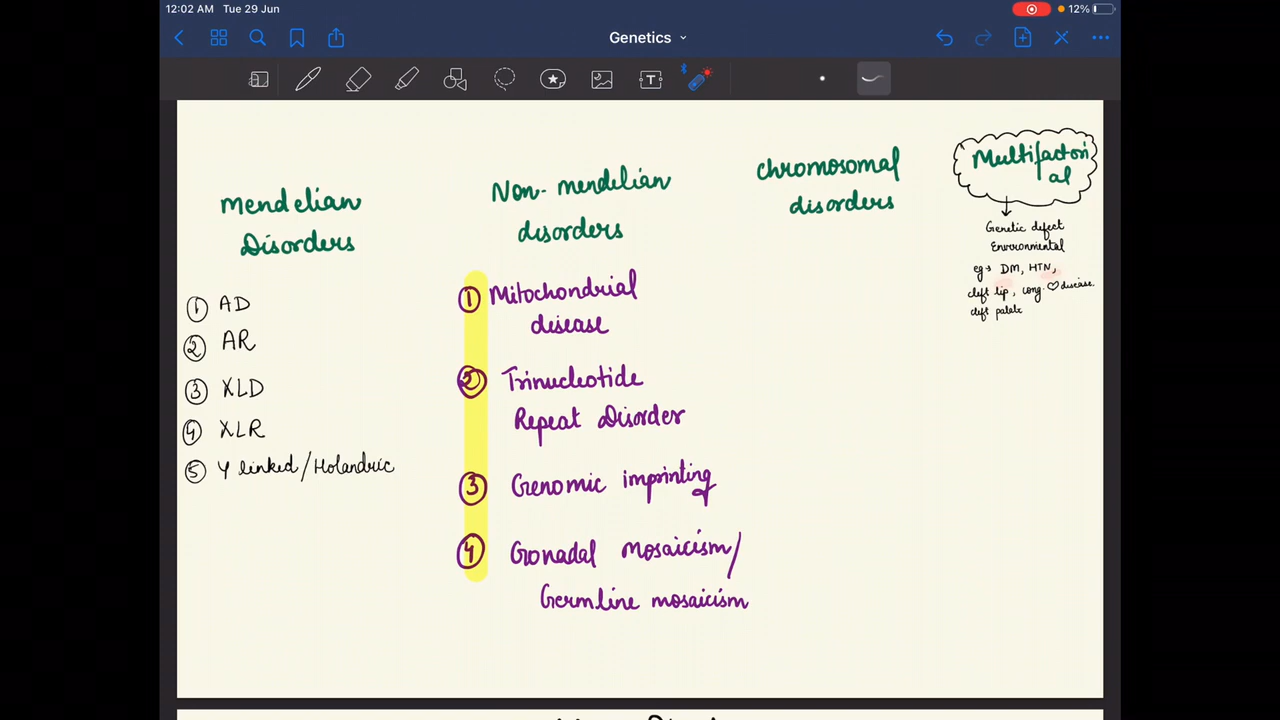 12:02 AM Tue 29 Jun
12%
Genetics
Mendelian
Disorders
① AD
② AR
③ XLD
④ XLR
⑤ Y linked/Holandric
Non-mendelian
disorders
① Mitochondrial
disease
② Trinucleotide
Repeat Disorder
③ Genomic imprinting
④ Gonadal mosaicism/
Germline mosaicism
Chromosomal
disorders
Multifactori
al
Genetic defect
Environmental
eg→ DM, HTN,
cleft lip, cong. ♡ disease.
cleft palate